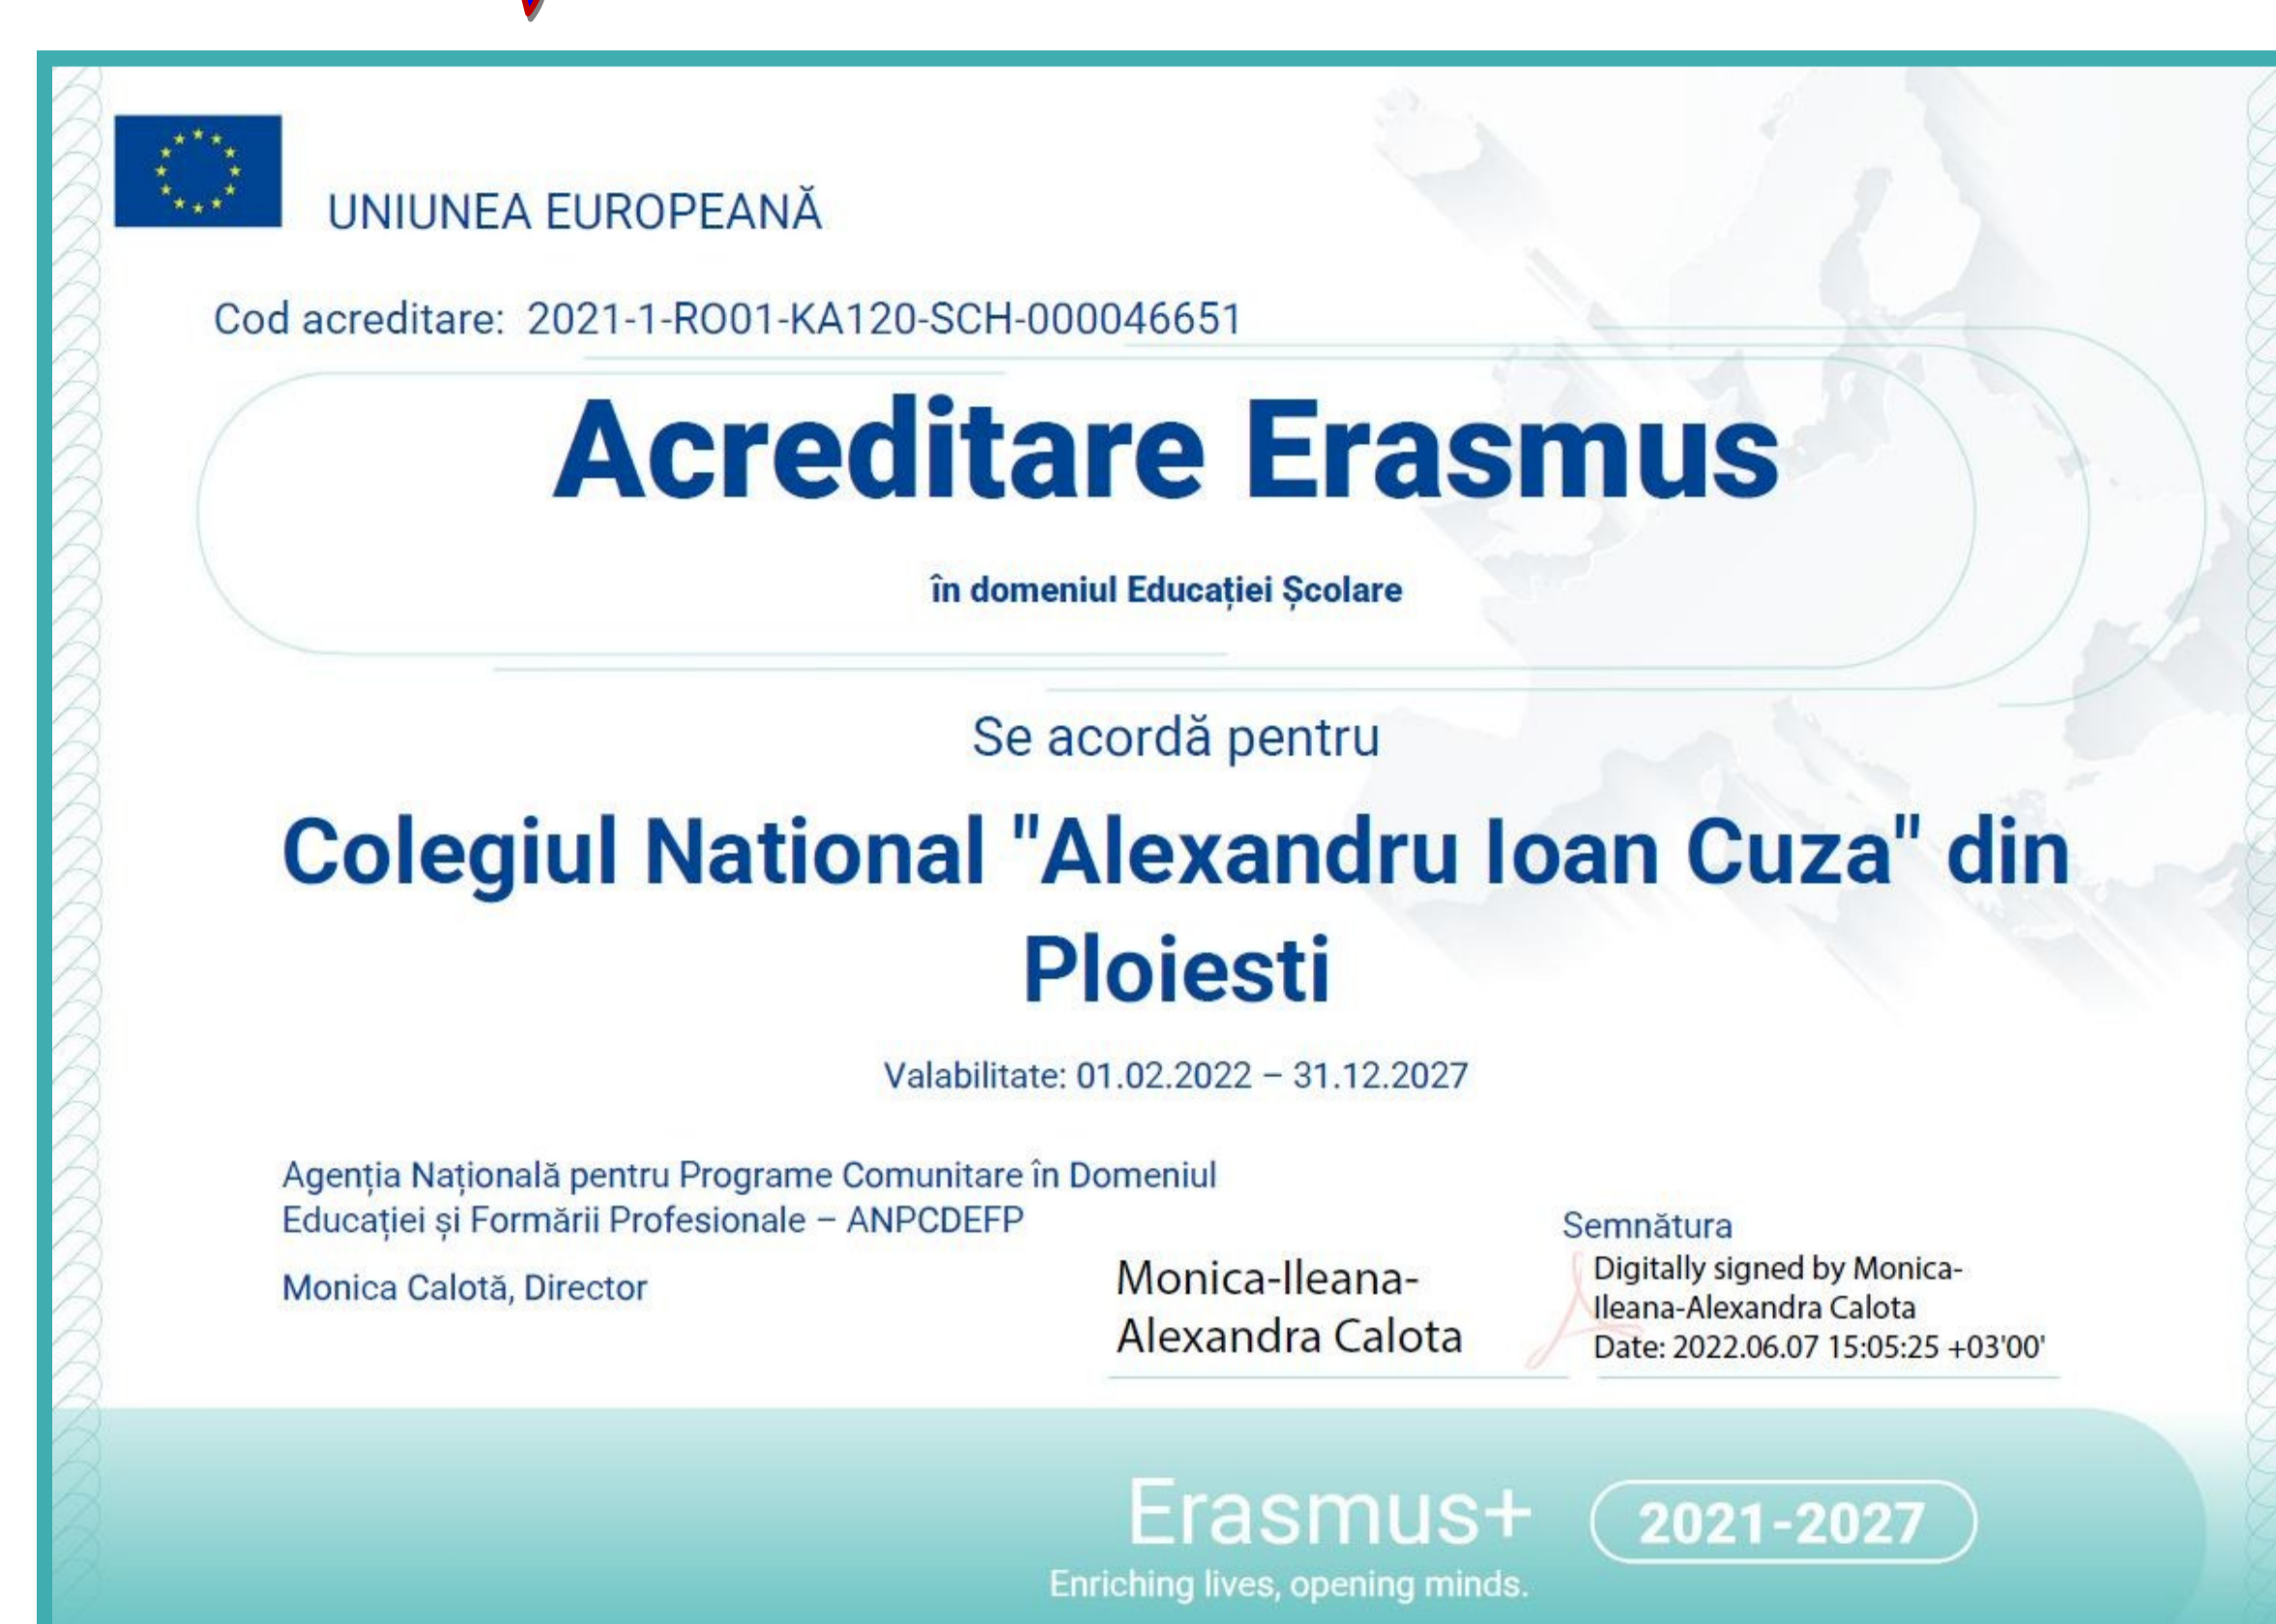 UNIUNEA EUROPEANĂ
Cod acreditare: 2021-1-RO01-KA120-SCH-000046651
Acreditare Erasmus
în domeniul Educației Școlare
Se acordă pentru
Colegiul National "Alexandru Ioan Cuza" din
Ploiesti
Valabilitate: 01.02.2022 – 31.12.2027
Agenția Națională pentru Programe Comunitare în Domeniul
Educației și Formării Profesionale – ANPCDEFP
Monica Calotă, Director
Monica-Ileana-
Alexandra Calota
Semnătura
Digitally signed by Monica-
Ileana-Alexandra Calota
Date: 2022.06.07 15:05:25 +03'00'
Erasmus+ 2021-2027
Enriching lives, opening minds.